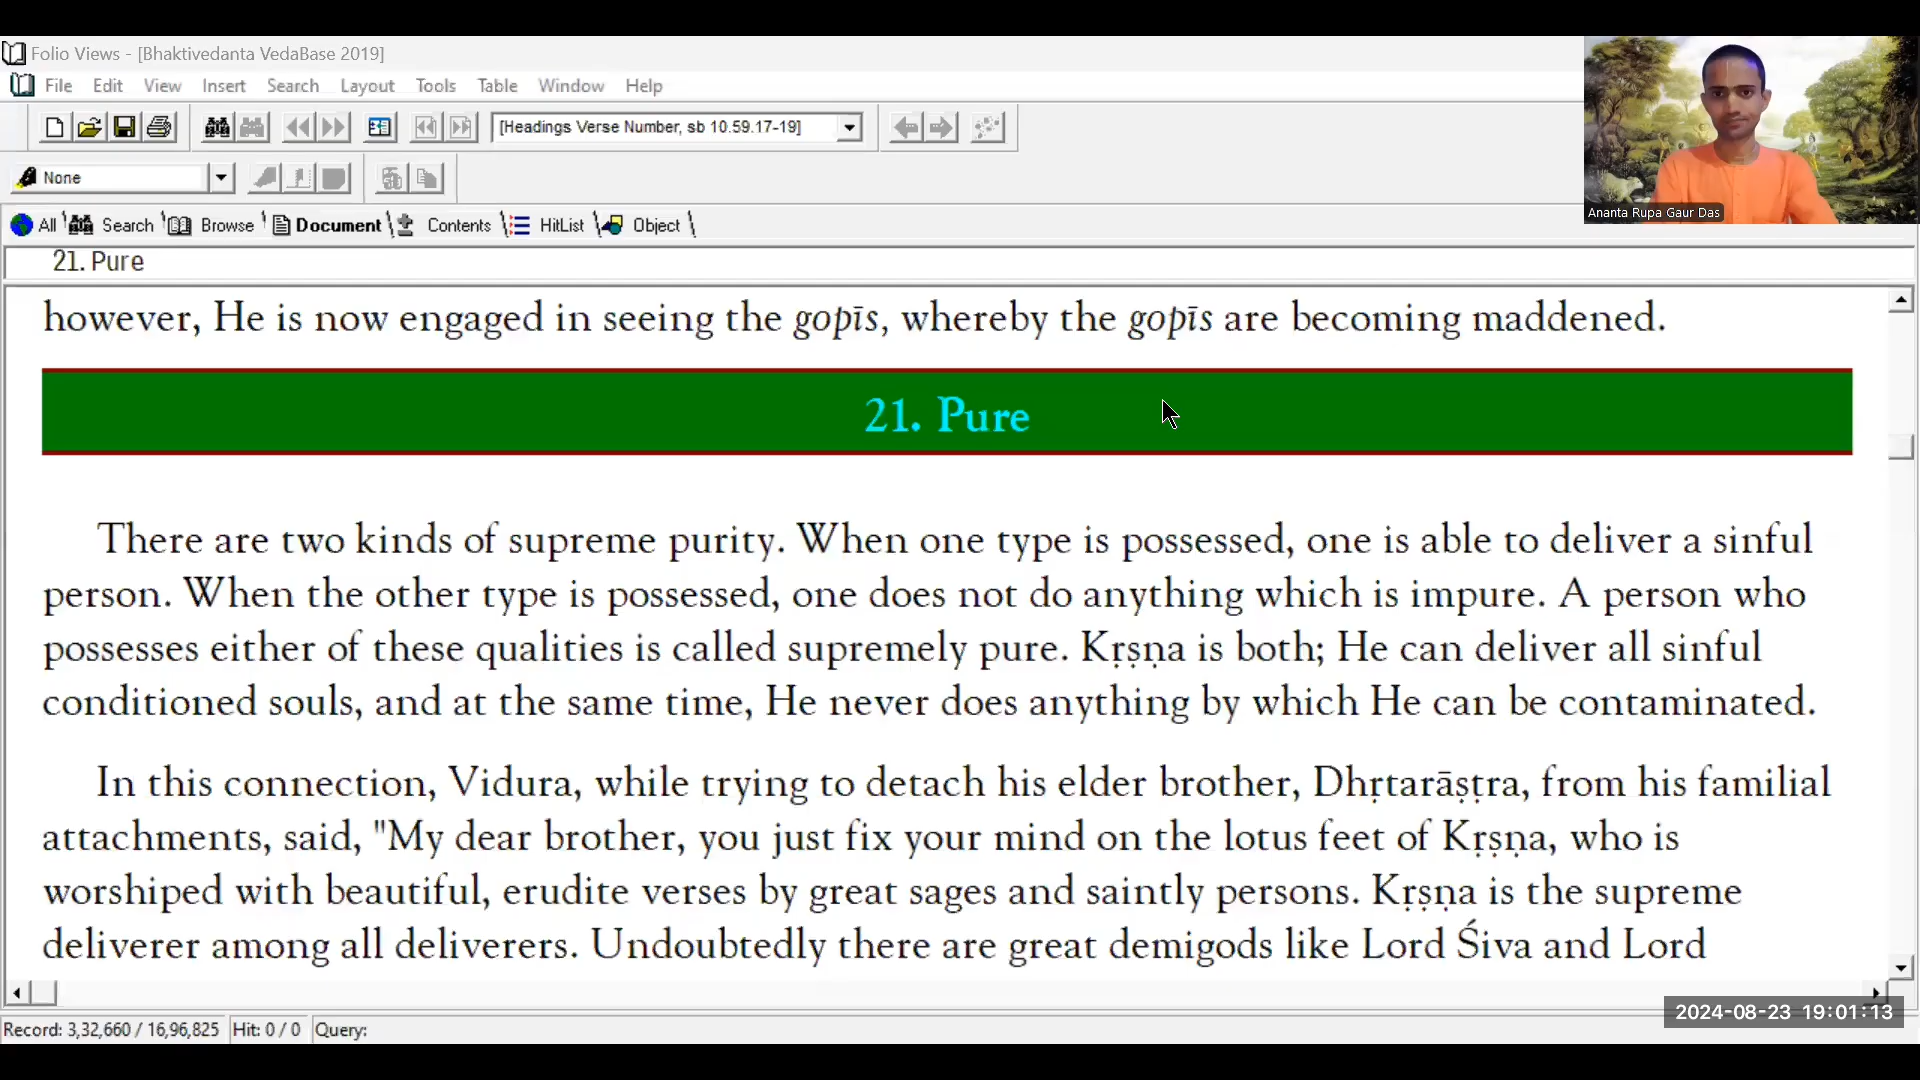 Folio Views - [Bhaktivedanta VedaBase 2019]
File Edit View Insert Search Layout Tools Table Window Help
[Headings Verse Number, sb 10.59.17-19]
None
Ananta Rupa Gaur Das
All Search Browse Document Contents HitList Object
21. Pure
however, He is now engaged in seeing the gopīs, whereby the gopīs are becoming maddened.
21. Pure
There are two kinds of supreme purity. When one type is possessed, one is able to deliver a sinful
person. When the other type is possessed, one does not do anything which is impure. A person who
possesses either of these qualities is called supremely pure. Kṛṣṇa is both; He can deliver all sinful
conditioned souls, and at the same time, He never does anything by which He can be contaminated.
In this connection, Vidura, while trying to detach his elder brother, Dhṛtarāṣṭra, from his familial
attachments, said, "My dear brother, you just fix your mind on the lotus feet of Kṛṣṇa, who is
worshiped with beautiful, erudite verses by great sages and saintly persons. Kṛṣṇa is the supreme
deliverer among all deliverers. Undoubtedly there are great demigods like Lord Śiva and Lord
2024-08-23 19:01:13
Record: 3,32,660 / 16,96,825 Hit: 0 / 0 Query: